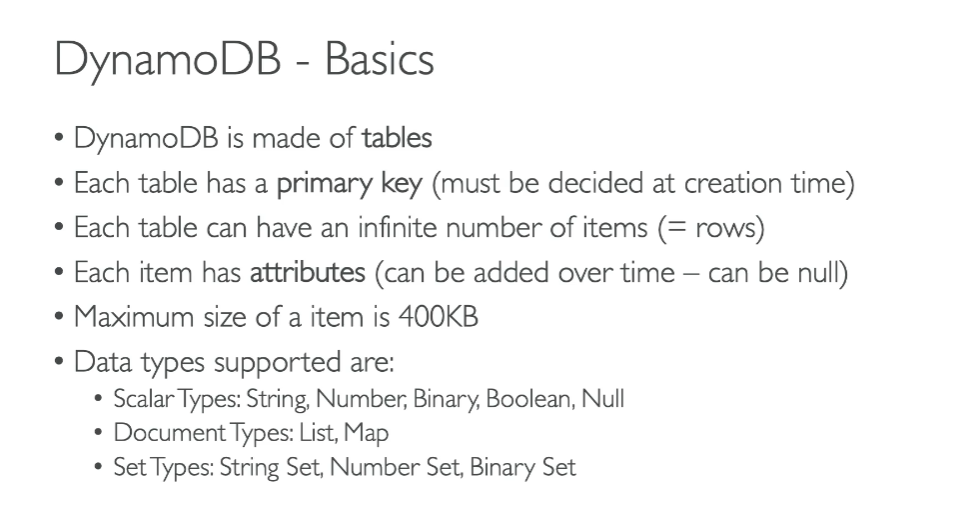 DynamoDB - Basics
• DynamoDB is made of tables
• Each table has a primary key (must be decided at creation time)
• Each table can have an infinite number of items (= rows)
• Each item has attributes (can be added over time – can be null)
• Maximum size of a item is 400KB
• Data types supported are:
• Scalar Types: String, Number, Binary, Boolean, Null
• Document Types: List, Map
• Set Types: String Set, Number Set, Binary Set